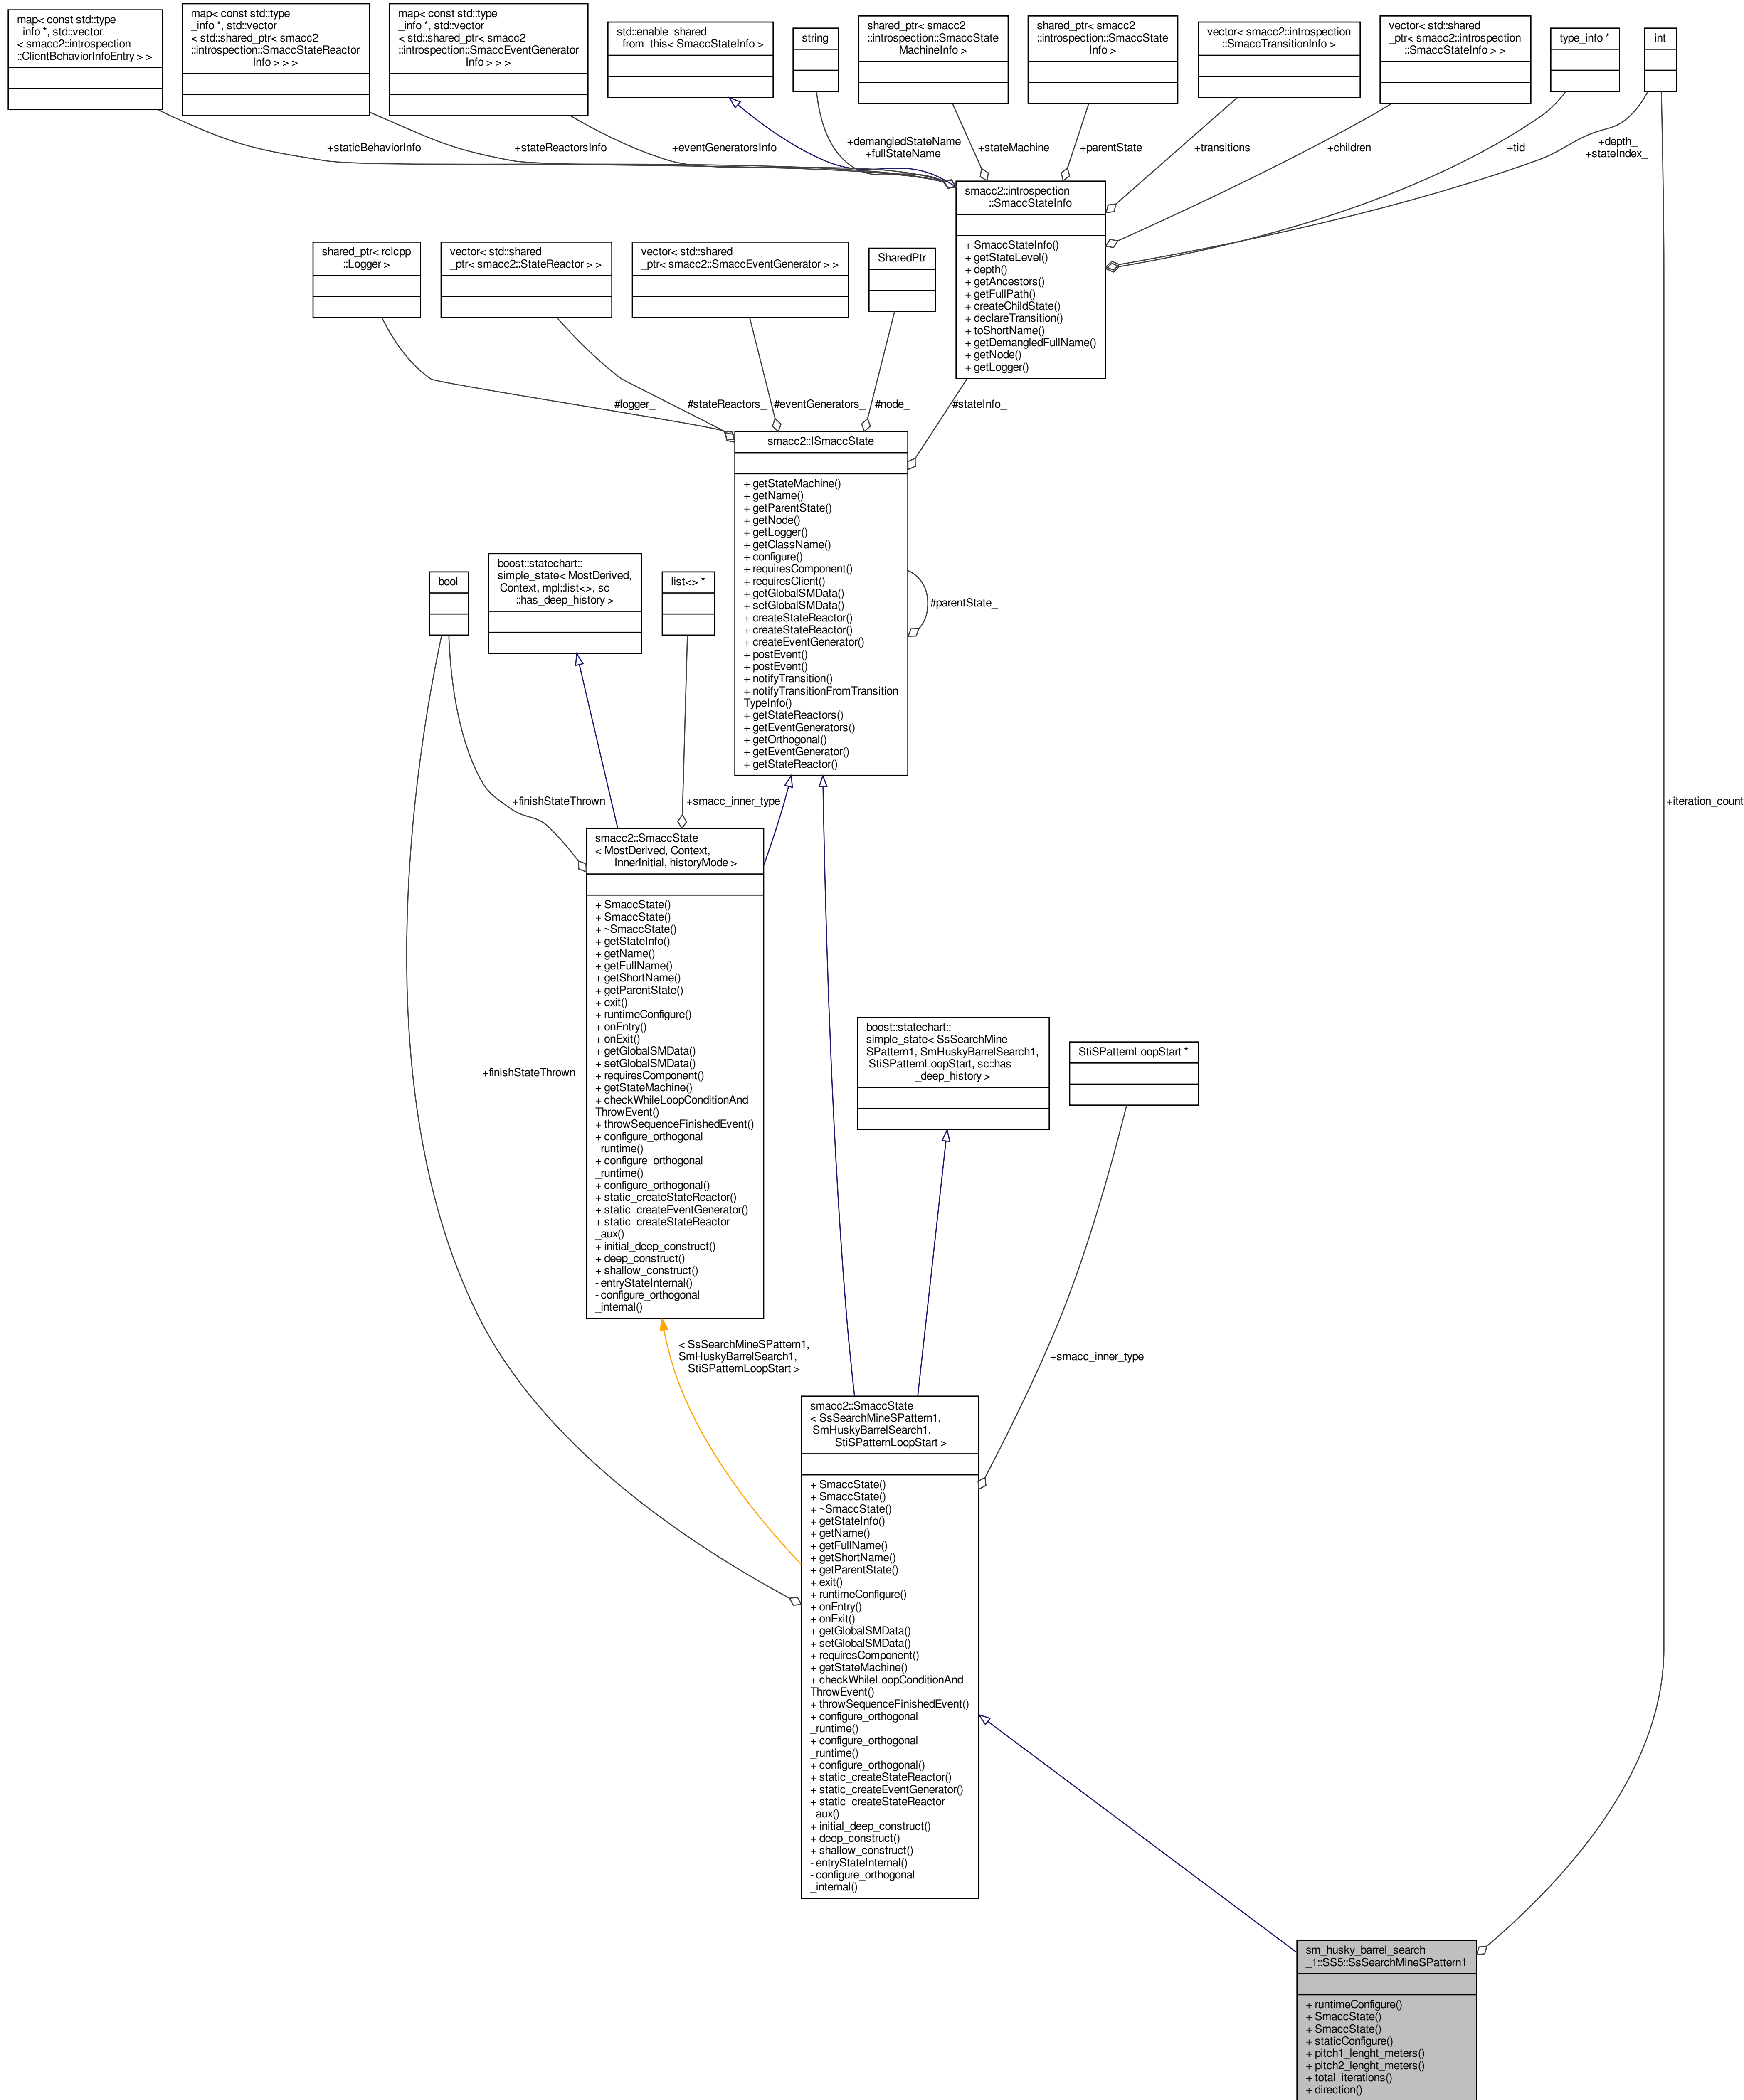 map< const std::type
_info *, std::vector
< smacc2::introspection
::ClientBehaviorInfoEntry > >
map< const std::type
_info *, std::vector
< std::shared_ptr< smacc2
::introspection::SmaccStateReactor
Info > > >
map< const std::type
_info *, std::vector
< std::shared_ptr< smacc2
::introspection::SmaccEventGenerator
Info > > >
std::enable_shared
_from_this< SmaccStateInfo >
string
shared_ptr< smacc2
::introspection::SmaccState
MachineInfo >
shared_ptr< smacc2
::introspection::SmaccState
Info >
vector< smacc2::introspection
::SmaccTransitionInfo >
vector< std::shared
_ptr< smacc2::introspection
::SmaccStateInfo > >
type_info *
int
+staticBehaviorInfo
+stateReactorsInfo
+eventGeneratorsInfo
+demangledStateName
+fullStateName
+stateMachine_
+parentState_
+transitions_
+children_
+tid_
+depth_
+stateIndex_
smacc2::introspection
::SmaccStateInfo
+ SmaccStateInfo()
+ getStateLevel()
+ depth()
+ getAncestors()
+ getFullPath()
+ createChildState()
+ declareTransition()
+ toShortName()
+ getDemangledFullName()
+ getNode()
+ getLogger()
shared_ptr< rclcpp
::Logger >
vector< std::shared
_ptr< smacc2::StateReactor > >
vector< std::shared
_ptr< smacc2::SmaccEventGenerator > >
SharedPtr
#logger_
#stateReactors_
#eventGenerators_
#node_
#stateInfo_
smacc2::ISmaccState
+ getStateMachine()
+ getName()
+ getParentState()
+ getNode()
+ getLogger()
+ getClassName()
+ configure()
+ requiresComponent()
+ requiresClient()
+ getGlobalSMData()
+ setGlobalSMData()
+ createStateReactor()
+ createStateReactor()
+ createEventGenerator()
+ postEvent()
+ postEvent()
+ notifyTransition()
+ notifyTransitionFromTransition
TypeInfo()
+ getStateReactors()
+ getEventGenerators()
+ getOrthogonal()
+ getEventGenerator()
+ getStateReactor()
#parentState_
bool
boost::statechart::
simple_state< MostDerived,
Context, mpl::list<>, sc
::has_deep_history >
list<> *
+finishStateThrown
+smacc_inner_type
+iteration_count
smacc2::SmaccState
< MostDerived, Context,
InnerInitial, historyMode >
+ SmaccState()
+ SmaccState()
+ ~SmaccState()
+ getStateInfo()
+ getName()
+ getFullName()
+ getShortName()
+ getParentState()
+ exit()
+ runtimeConfigure()
+ onEntry()
+ onExit()
+ getGlobalSMData()
+ setGlobalSMData()
+ requiresComponent()
+ getStateMachine()
+ checkWhileLoopConditionAnd
ThrowEvent()
+ throwSequenceFinishedEvent()
+ configure_orthogonal
_runtime()
+ configure_orthogonal
_runtime()
+ configure_orthogonal()
+ static_createStateReactor()
+ static_createEventGenerator()
+ static_createStateReactor
_aux()
+ initial_deep_construct()
+ deep_construct()
+ shallow_construct()
- entryStateInternal()
- configure_orthogonal
_internal()
+finishStateThrown
boost::statechart::
simple_state< SsSearchMine
SPattern1, SmHuskyBarrelSearch1,
StiSPatternLoopStart, sc::has
_deep_history >
StiSPatternLoopStart *
< SsSearchMineSPattern1,
SmHuskyBarrelSearch1,
StiSPatternLoopStart >
+smacc_inner_type
smacc2::SmaccState
< SsSearchMineSPattern1,
SmHuskyBarrelSearch1,
StiSPatternLoopStart >
+ SmaccState()
+ SmaccState()
+ ~SmaccState()
+ getStateInfo()
+ getName()
+ getFullName()
+ getShortName()
+ getParentState()
+ exit()
+ runtimeConfigure()
+ onEntry()
+ onExit()
+ getGlobalSMData()
+ setGlobalSMData()
+ requiresComponent()
+ getStateMachine()
+ checkWhileLoopConditionAnd
ThrowEvent()
+ throwSequenceFinishedEvent()
+ configure_orthogonal
_runtime()
+ configure_orthogonal
_runtime()
+ configure_orthogonal()
+ static_createStateReactor()
+ static_createEventGenerator()
+ static_createStateReactor
_aux()
+ initial_deep_construct()
+ deep_construct()
+ shallow_construct()
- entryStateInternal()
- configure_orthogonal
_internal()
sm_husky_barrel_search
_1::SS5::SsSearchMineSPattern1
+ runtimeConfigure()
+ SmaccState()
+ SmaccState()
+ staticConfigure()
+ pitch1_lenght_meters()
+ pitch2_lenght_meters()
+ total_iterations()
+ direction()